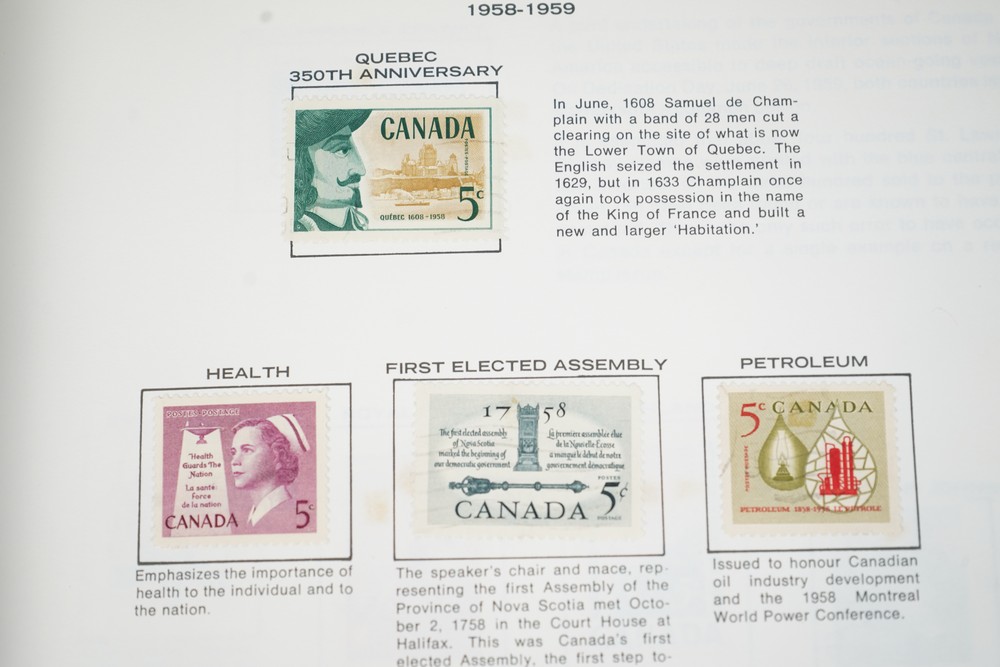 1958-1959
QUEBEC
350TH ANNIVERSARY
CANADA
5c
QUÉBEC 1608-1958
In June, 1608 Samuel de Cham-
plain with a band of 28 men cut a
clearing on the site of what is now
the Lower Town of Quebec. The
English seized the settlement in
1629, but in 1633 Champlain once
again took possession in the name
of the King of France and built a
new and larger 'Habitation.'
HEALTH
POSTES POSTAGE
"Health
Guards The
Nation
La santé
force
de la nation
CANADA
5c
Emphasizes the importance of
health to the individual and to
the nation.
FIRST ELECTED ASSEMBLY
1758
The first elected assembly
of Nova Scotia
marked the beginning of
our democratic government
La première assemblée élue
de la Nouvelle-Écosse
a marqué le début de notre
gouvernement démocratique
POSTES
5c
POSTAGE
CANADA
The speaker's chair and mace, rep-
resenting the first Assembly of the
Province of Nova Scotia met Octo-
ber 2, 1758 in the Court House at
Halifax. This was Canada's first
elected Assembly, the first step to-
PETROLEUM
5c CANADA
PETROLEUM 1858-1958 LE PÉTROLE
Issued to honour Canadian
oil industry development
and the 1958 Montreal
World Power Conference.